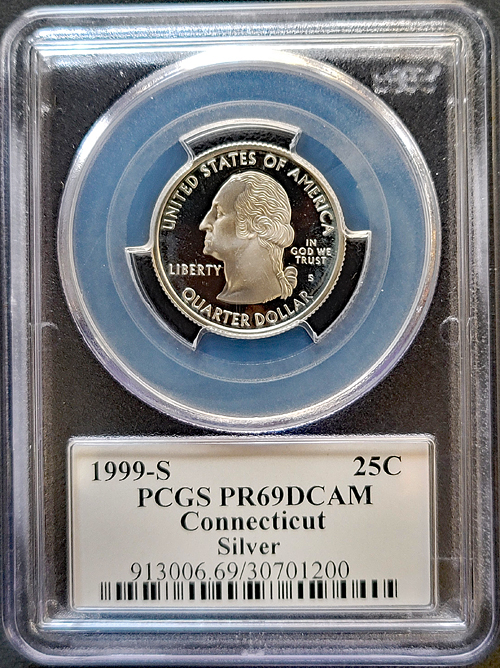 UNITED STATES OF AMERICA
IN
GOD WE
TRUST
LIBERTY
S
QUARTER DOLLAR
1999-S 25C
PCGS PR69DCAM
Connecticut
Silver
913006.69/30701200